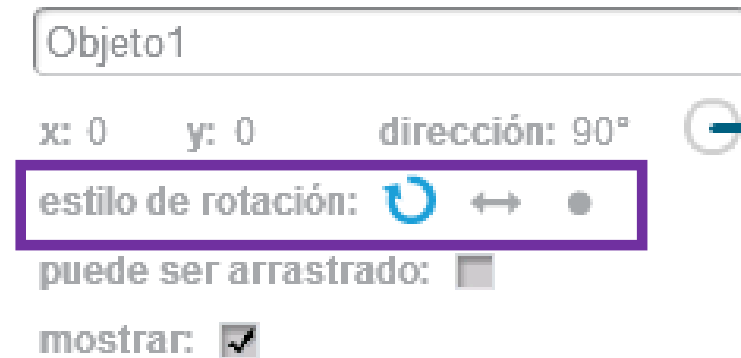 Objeto1
x: 0 y: 0 dirección: 90°
estilo de rotación:
puede ser arrastrado:
mostrar: